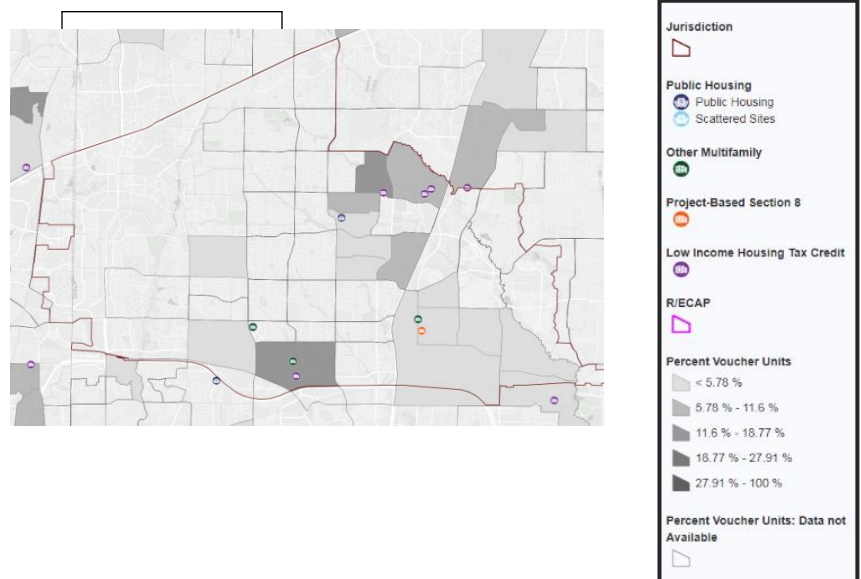 Jurisdiction
Public Housing
Public Housing
Scattered Sites
Other Multifamily
Project-Based Section 8
Low Income Housing Tax Credit
R/ECAP
Percent Voucher Units
< 5.78 %
5.78 % - 11.6 %
11.6 % - 18.77 %
18.77 % - 27.91 %
27.91 % - 100 %
Percent Voucher Units: Data not
Available